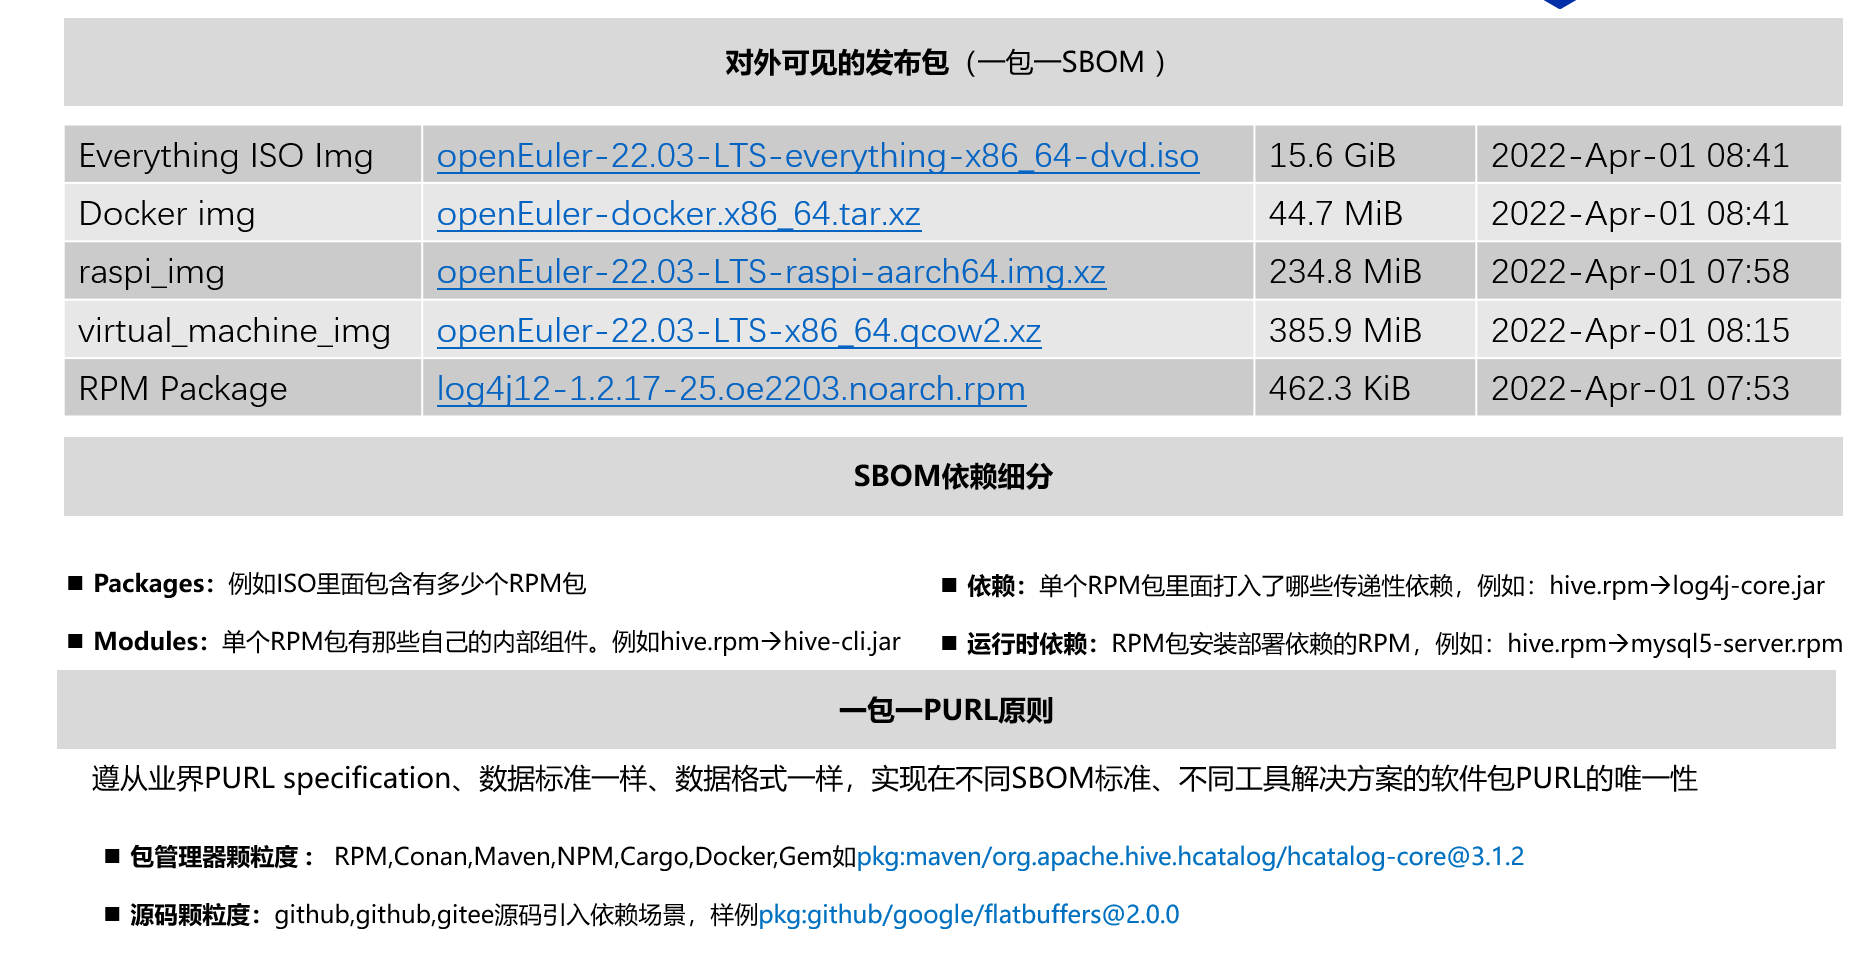 对外可见的发布包（一包一SBOM ）
Everything ISO Img openEuler-22.03-LTS-everything-x86_64-dvd.iso 15.6 GiB 2022-Apr-01 08:41
Docker img openEuler-docker.x86_64.tar.xz 44.7 MiB 2022-Apr-01 08:41
raspi_img openEuler-22.03-LTS-raspi-aarch64.img.xz 234.8 MiB 2022-Apr-01 07:58
virtual_machine_img openEuler-22.03-LTS-x86_64.qcow2.xz 385.9 MiB 2022-Apr-01 08:15
RPM Package log4j12-1.2.17-25.oe2203.noarch.rpm 462.3 KiB 2022-Apr-01 07:53
SBOM依赖细分
■ Packages：例如ISO里面包含有多少个RPM包
■ Modules：单个RPM包有那些自己的内部组件。例如hive.rpm→hive-cli.jar
■ 依赖：单个RPM包里面打入了哪些传递性依赖，例如：hive.rpm→log4j-core.jar
■ 运行时依赖：RPM包安装部署依赖的RPM，例如：hive.rpm→mysql5-server.rpm
一包一PURL原则
遵从业界PURL specification、数据标准一样、数据格式一样，实现在不同SBOM标准、不同工具解决方案的软件包PURL的唯一性
■ 包管理器颗粒度： RPM,Conan,Maven,NPM,Cargo,Docker,Gem如pkg:maven/org.apache.hive.hcatalog/hcatalog-core@3.1.2
■ 源码颗粒度：github,github,gitee源码引入依赖场景，样例pkg:github/google/flatbuffers@2.0.0